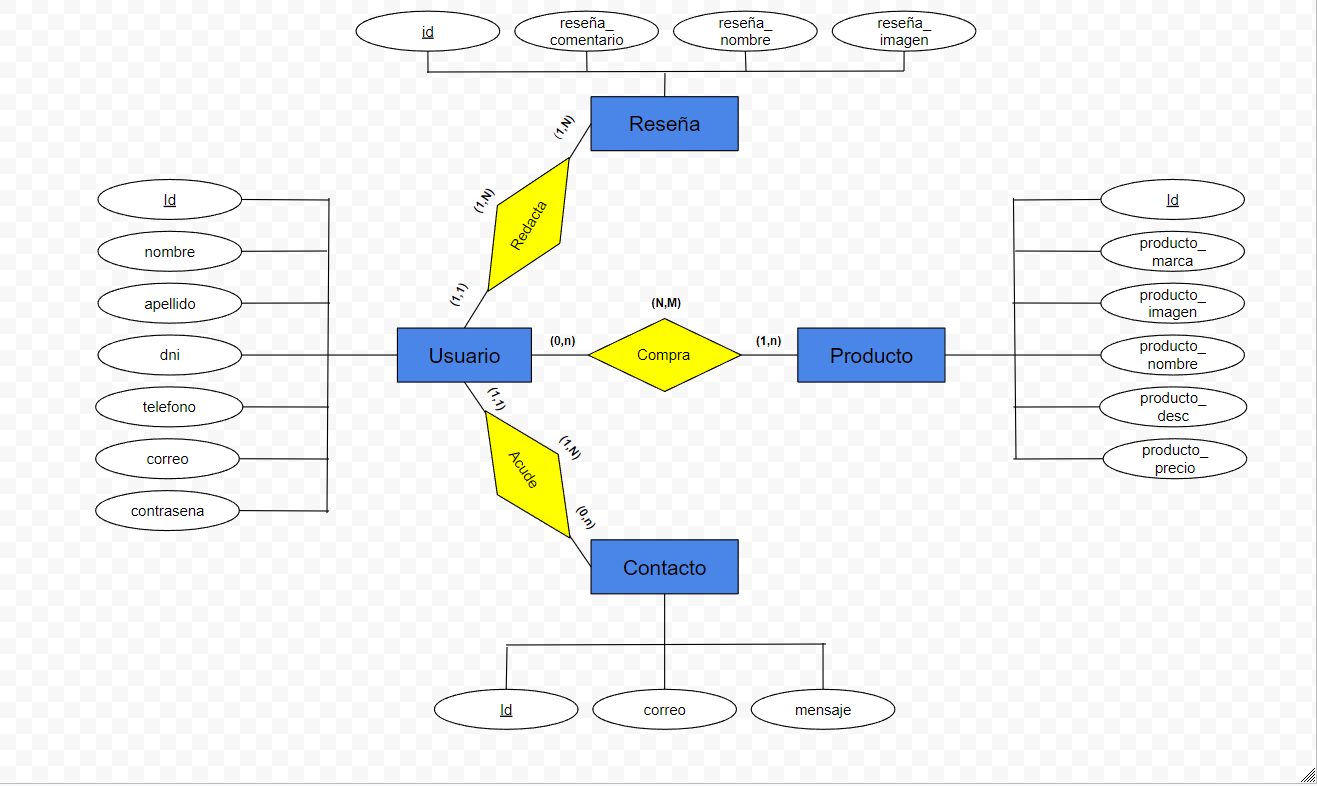 id
reseña_
comentario
reseña_
nombre
reseña_
imagen
Reseña
(1,N)
(1,N)
Redacta
(1,1)
Id
nombre
apellido
dni
telefono
correo
contrasena
Usuario
(0,n)
(N,M)
Compra
(1,n)
Producto
Id
producto_
marca
producto_
imagen
producto_
nombre
producto_
desc
producto_
precio
(1,1)
(1,N)
Acude
(0,n)
Contacto
Id
correo
mensaje